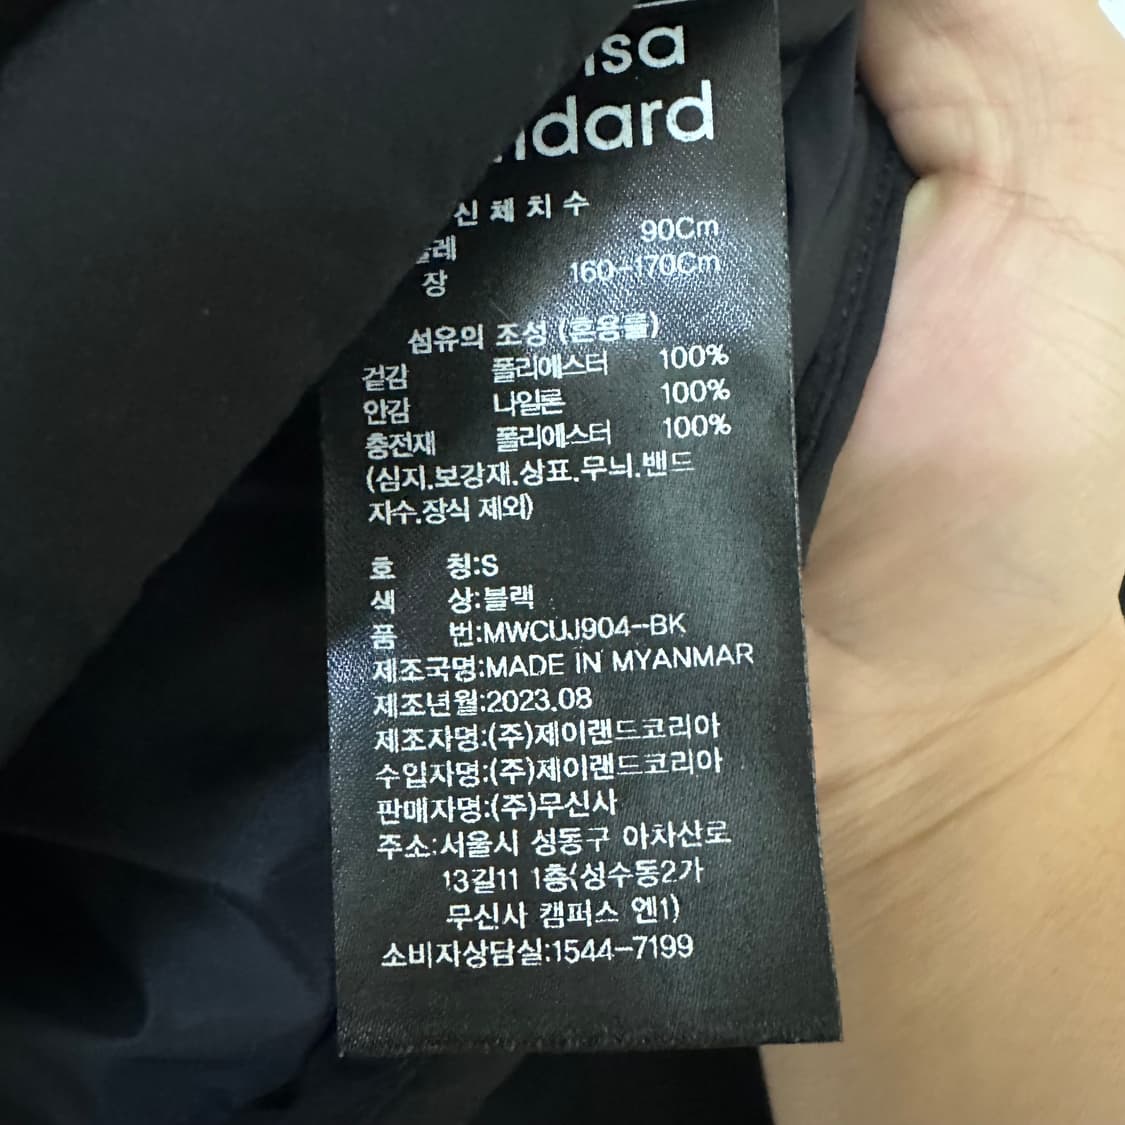 신체치수
90Cm
장 160-170Cm
섬유의 조성 (혼용률)
겉감 폴리에스터 100%
안감 나일론 100%
충전재 폴리에스터 100%
(심지.보강재.상표.무늬.밴드
자수.장식 제외)
호 칭:S
색 상:블랙
품 번:MWCUJ904-BK
제조국명:MADE IN MYANMAR
제조년월:2023.08
제조자명:(주)제이랜드코리아
수입자명:(주)제이랜드코리아
판매자명:(주)무신사
주소:서울시 성동구 아차산로
13길11 1층(성수동2가
무신사 캠퍼스 엔1)
소비자상담실:1544-7199